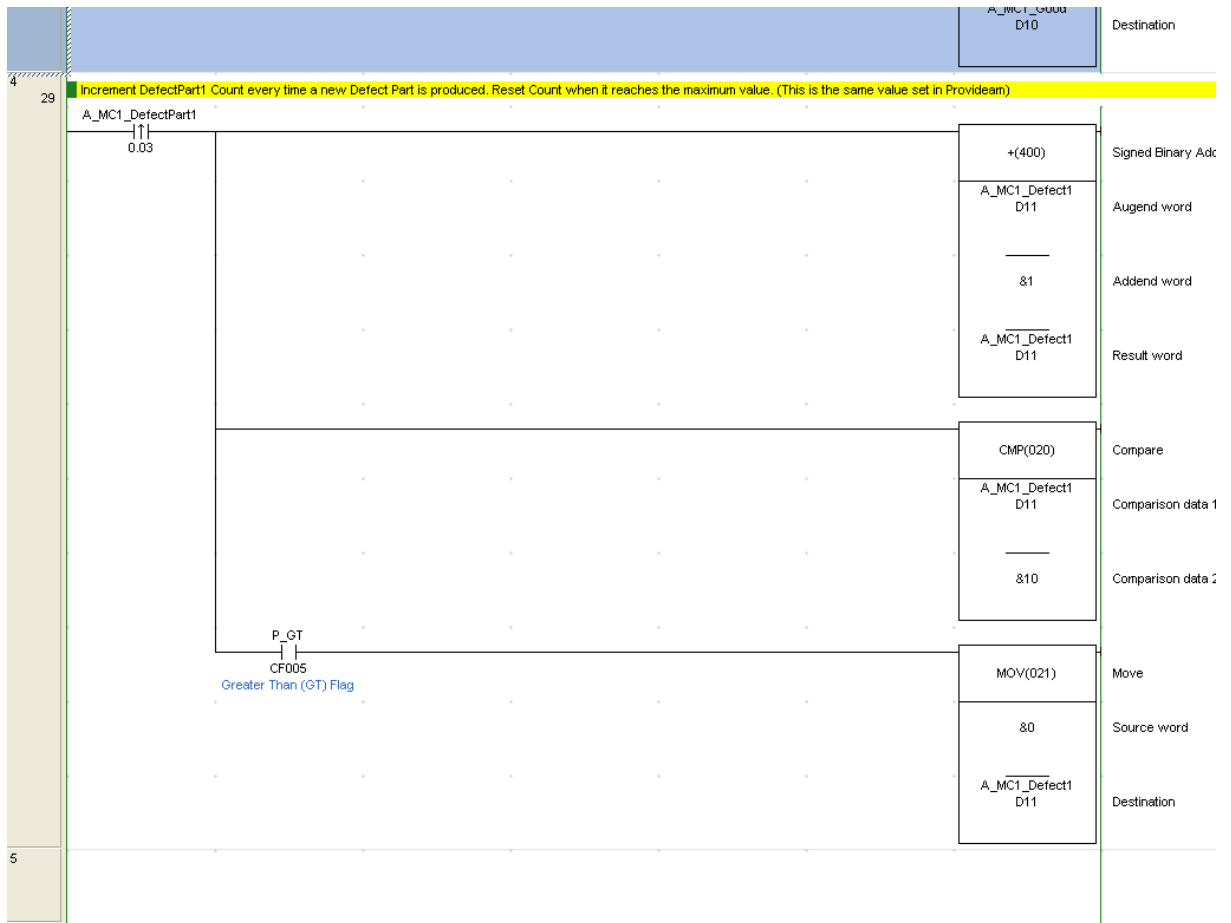 A_MC1_Good
D10
Destination
4
29
Increment DefectPart1 Count every time a new Defect Part is produced. Reset Count when it reaches the maximum value. (This is the same value set in Provideam)
A_MC1_DefectPart1
0.03
+(400)
Signed Binary Add
A_MC1_Defect1
D11
Augend word
&1
Addend word
A_MC1_Defect1
D11
Result word
CMP(020)
Compare
A_MC1_Defect1
D11
Comparison data 1
&10
Comparison data 2
P_GT
CF005
Greater Than (GT) Flag
MOV(021)
Move
&0
Source word
A_MC1_Defect1
D11
Destination
5